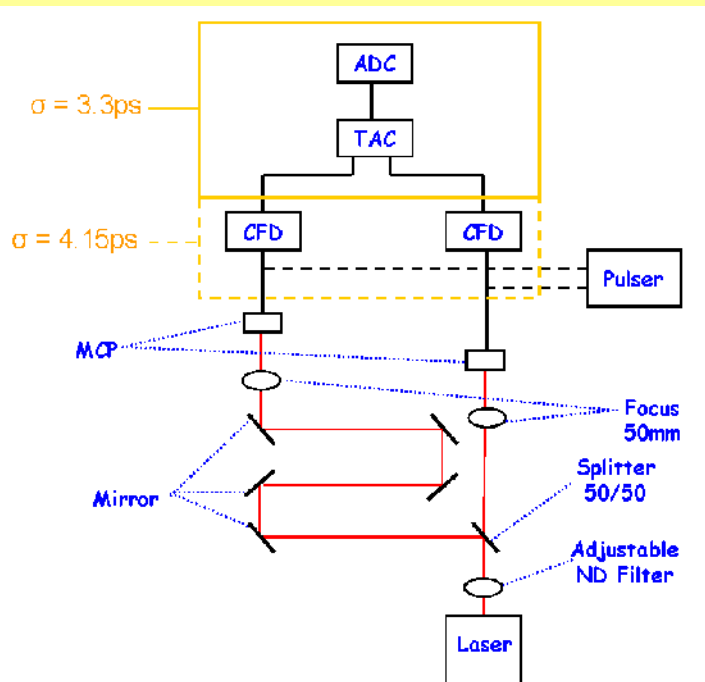 ADC
σ = 3.3ps
TAC
CFD
CFD
σ = 4.15ps
Pulser
MCP
Focus
50mm
Splitter
50/50
Mirror
Adjustable
ND Filter
Laser